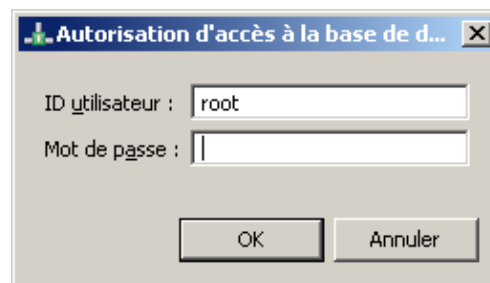 Autorisation d'accès à la base de d...
ID utilisateur : root
Mot de passe :
OK Annuler